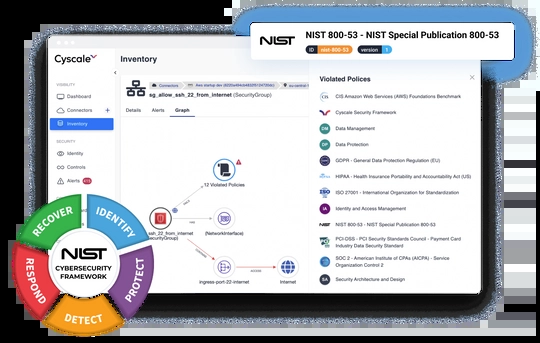 NIST
NIST 800-53 - NIST Special Publication 800-53
ID nist-800-53 version 5
Cyscale
Inventory
VISIBILITY
Dashboard
Connectors +
Inventory
SECURITY
Identity
Controls
Alerts
Connectors
sg_allow_ssh_22_from_internet (SecurityGroup)
Details Alerts Graph
12 Violated Policies
ssh_22_from_internet
(SecurityGroup)
(NetworkInterface)
ingress-port-22-internet
ACCESS
Internet
Violated Polices
CIS Amazon Web Services (AWS) Foundations Benchmark
Cyscale Security Framework
DM Data Management
DP Data Protection
GDPR - General Data Protection Regulation (EU)
HIPAA - Health Insurance Portability and Accountability Act (US)
ISO 27001 - International Organization for Standardization
IA Identity and Access Management
NIST 800-53 - NIST Special Publication 800-53
PCI-DSS - PCI Security Standards Council - Payment Card
Industry Data Security Standard
SOC 2 - American Institute of CPAs (AICPA) - Service
Organization Control 2
SA Security Architecture and Design
RECOVER
IDENTIFY
PROTECT
DETECT
RESPOND
NIST
CYBERSECURITY
FRAMEWORK